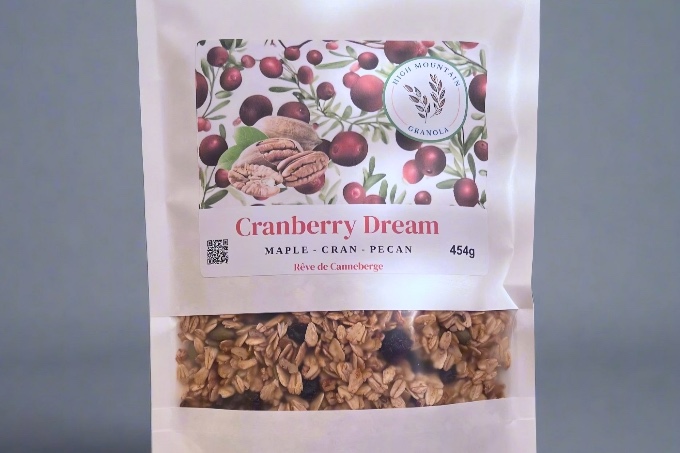 HIGH MOUNTAIN
GRANOLA
Cranberry Dream
MAPLE - CRAN - PECAN
454g
Rêve de Canneberge